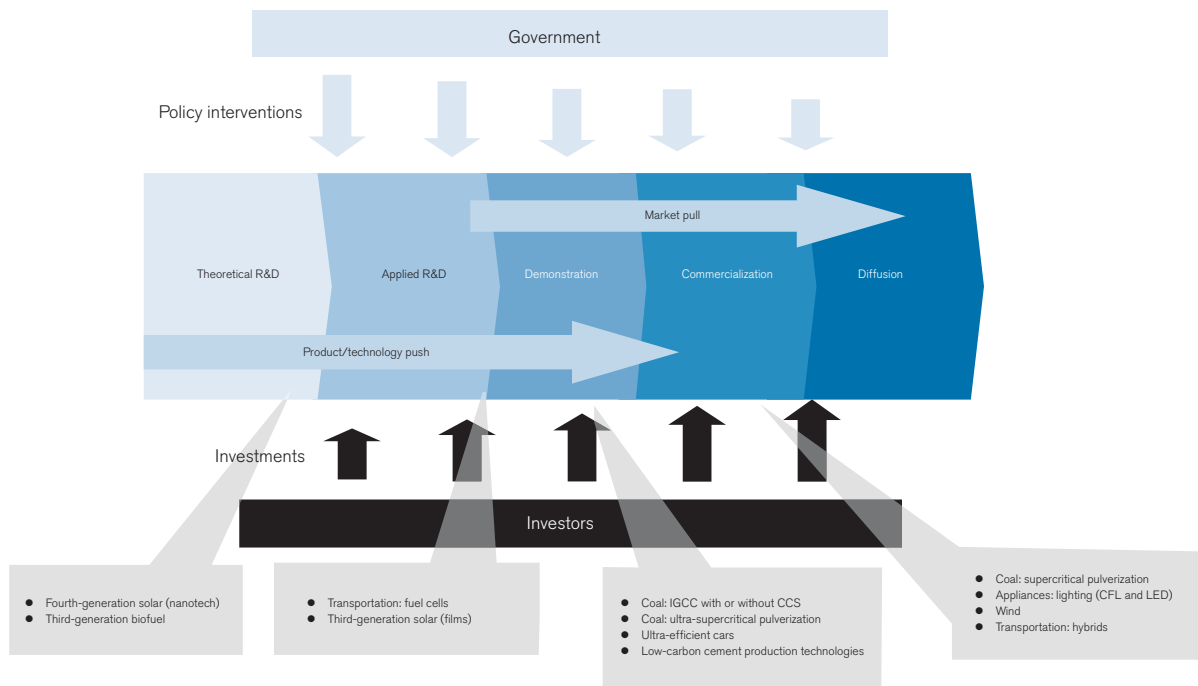 Government
Policy interventions
Market pull
Theoretical R&D
Applied R&D
Demonstration
Commercialization
Diffusion
Product/technology push
Investments
Investors
● Fourth-generation solar (nanotech)
● Third-generation biofuel
● Transportation: fuel cells
● Third-generation solar (films)
● Coal: IGCC with or without CCS
● Coal: ultra-supercritical pulverization
● Ultra-efficient cars
● Low-carbon cement production technologies
● Coal: supercritical pulverization
● Appliances: lighting (CFL and LED)
● Wind
● Transportation: hybrids